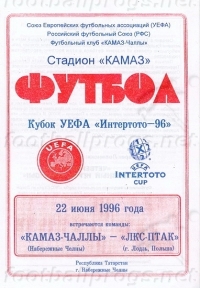 Союз Европейских футбольных ассоциаций (УЕФА)
Российский футбольный Союз (РФС)
Футбольный клуб «КАМАЗ-Чаллы»
Стадион «КАМАЗ»
ФУТБОЛ
Кубок УЕФА «Интертото-96»
UEFA
UEFA
INTERTOTO
CUP
22 июня 1996 года
встречаются команды:
«КАМАЗ-ЧАЛЛЫ» — «ЛКС-ПТАК»
(Набережные Челны) (г. Лодзь, Польша)
Республика Татарстан
г. Набережные Челны